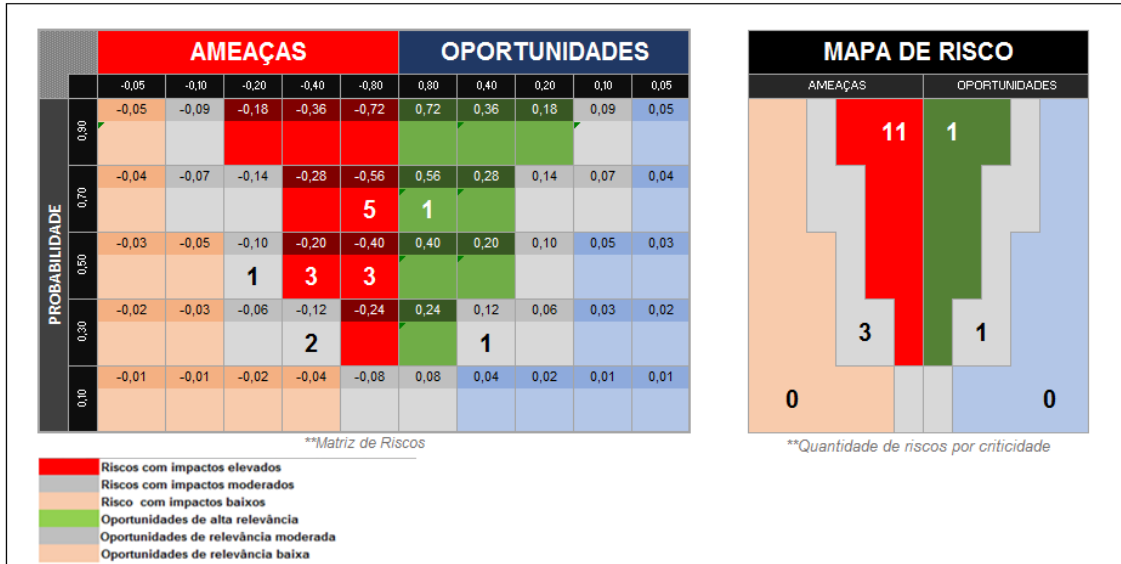 AMEAÇAS OPORTUNIDADES
-0,05 -0,10 -0,20 -0,40 -0,80 0,80 0,40 0,20 0,10 0,05
PROBABILIDADE
0,90 -0,05 -0,09 -0,18 -0,36 -0,72 0,72 0,36 0,18 0,09 0,05
0,70 -0,04 -0,07 -0,14 -0,28 -0,56 0,56 0,28 0,14 0,07 0,04
5 1
0,50 -0,03 -0,05 -0,10 -0,20 -0,40 0,40 0,20 0,10 0,05 0,03
1 3 3
0,30 -0,02 -0,03 -0,06 -0,12 -0,24 0,24 0,12 0,06 0,03 0,02
2 1
0,10 -0,01 -0,01 -0,02 -0,04 -0,08 0,08 0,04 0,02 0,01 0,01
**Matriz de Riscos
Riscos com impactos elevados
Riscos com impactos moderados
Risco com impactos baixos
Oportunidades de alta relevância
Oportunidades de relevância moderada
Oportunidades de relevância baixa
MAPA DE RISCO
AMEAÇAS OPORTUNIDADES
11 1
3 1
0 0
**Quantidade de riscos por criticidade